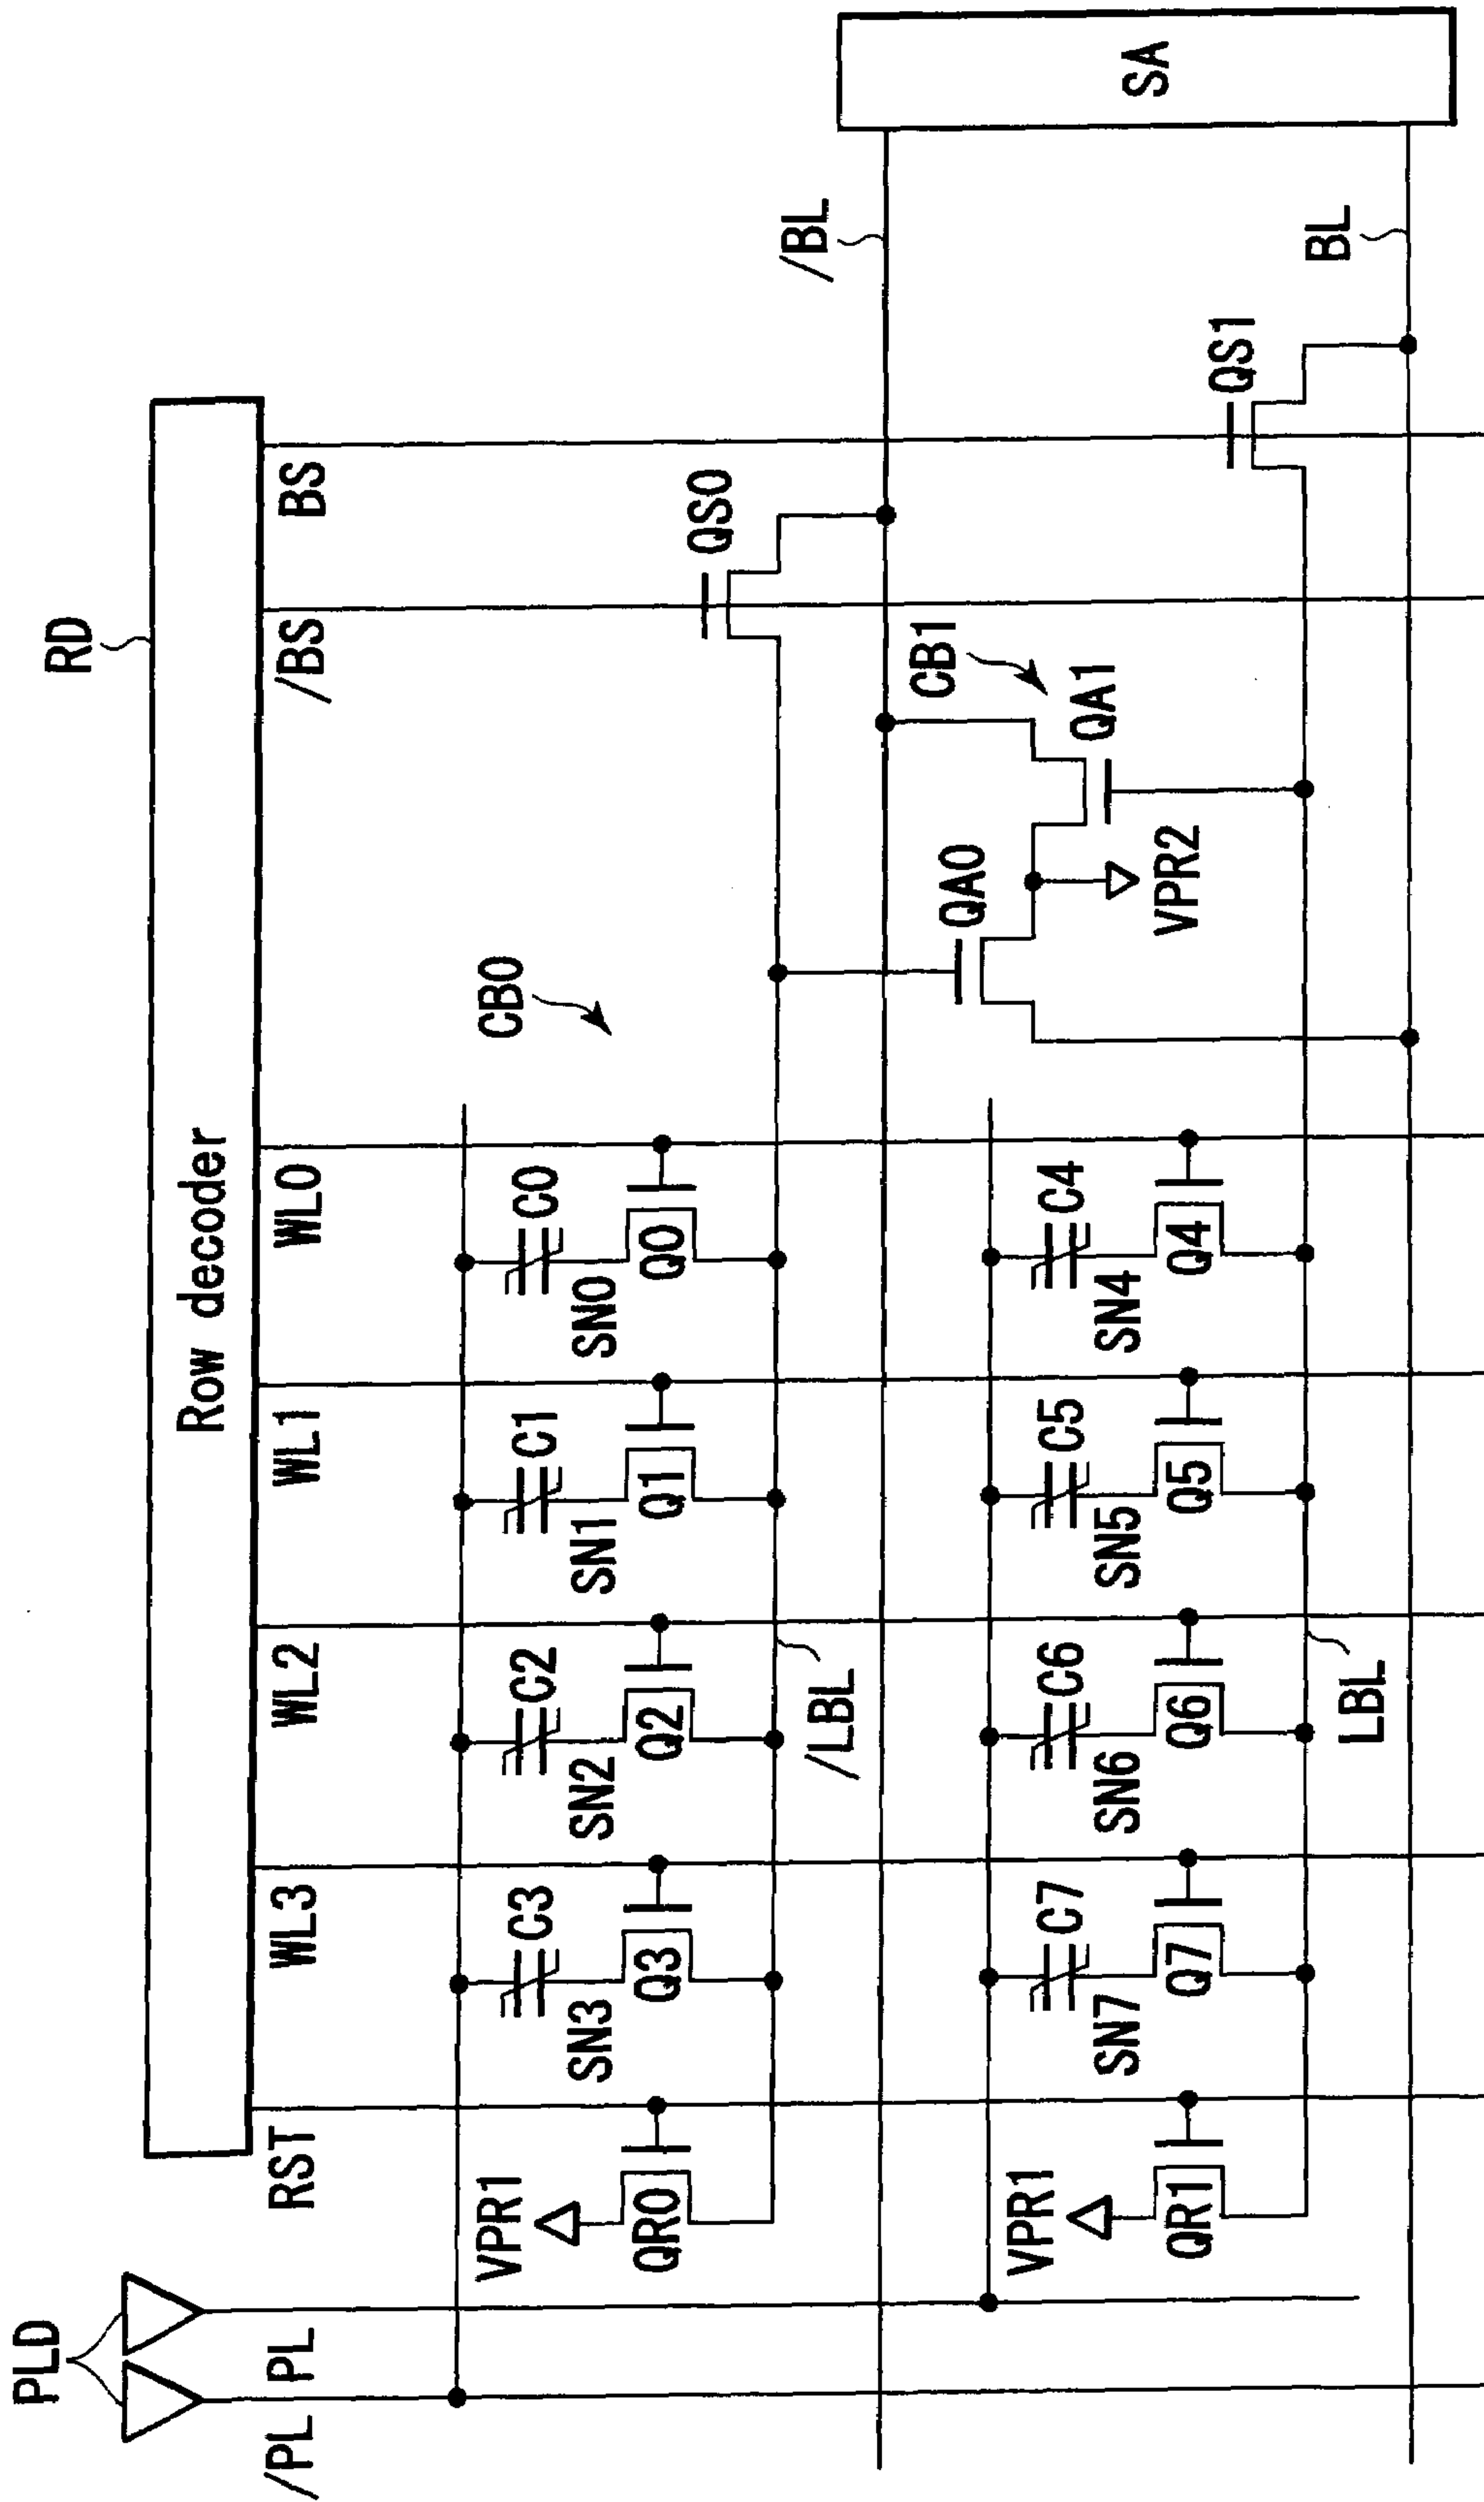 PLD
RD
Row decoder
/PL
PL
RST
WL3
WL2
WL1
WL0
/BS
BS
VPR1
QR0
C3
SN3
Q3
C2
SN2
Q2
C1
SN1
Q1
C0
SN0
Q0
CB0
QS0
/LBL
/BL
SA
QA0
CB1
QA1
VPR2
VPR1
QR1
C7
SN7
Q7
C6
SN6
Q6
C5
SN5
Q5
C4
SN4
Q4
QS1
LBL
BL